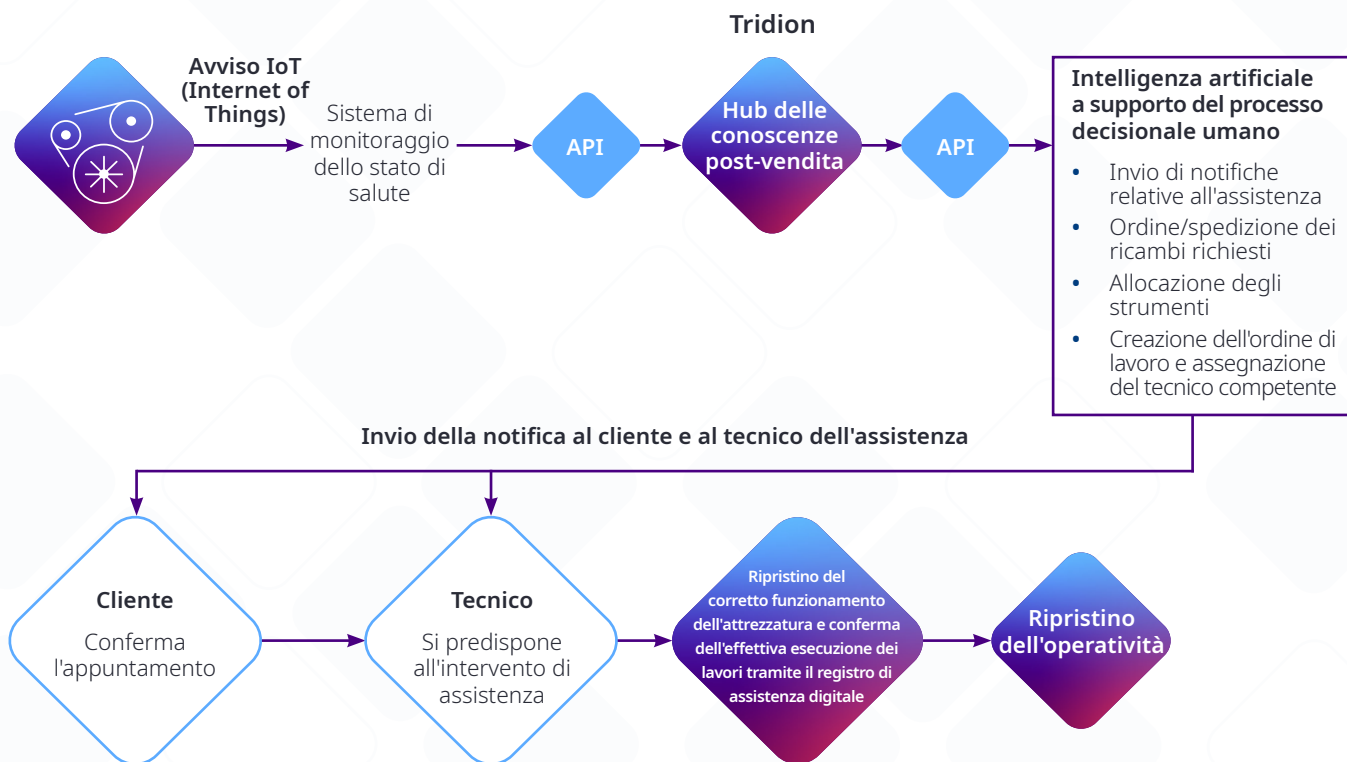 Tridion
Avviso IoT
(Internet of
Things)
Sistema di
monitoraggio
dello stato di
salute
API
Hub delle
conoscenze
post-vendita
API
Intelligenza artificiale
a supporto del processo
decisionale umano
• Invio di notifiche
relative all'assistenza
• Ordine/spedizione dei
ricambi richiesti
• Allocazione degli
strumenti
• Creazione dell'ordine di
lavoro e assegnazione
del tecnico competente
Invio della notifica al cliente e al tecnico dell'assistenza
Cliente
Conferma
l'appuntamento
Tecnico
Si predispone
all'intervento di
assistenza
Ripristino del
corretto funzionamento
dell'attrezzatura e conferma
dell'effettiva esecuzione dei
lavori tramite il registro di
assistenza digitale
Ripristino
dell'operatività